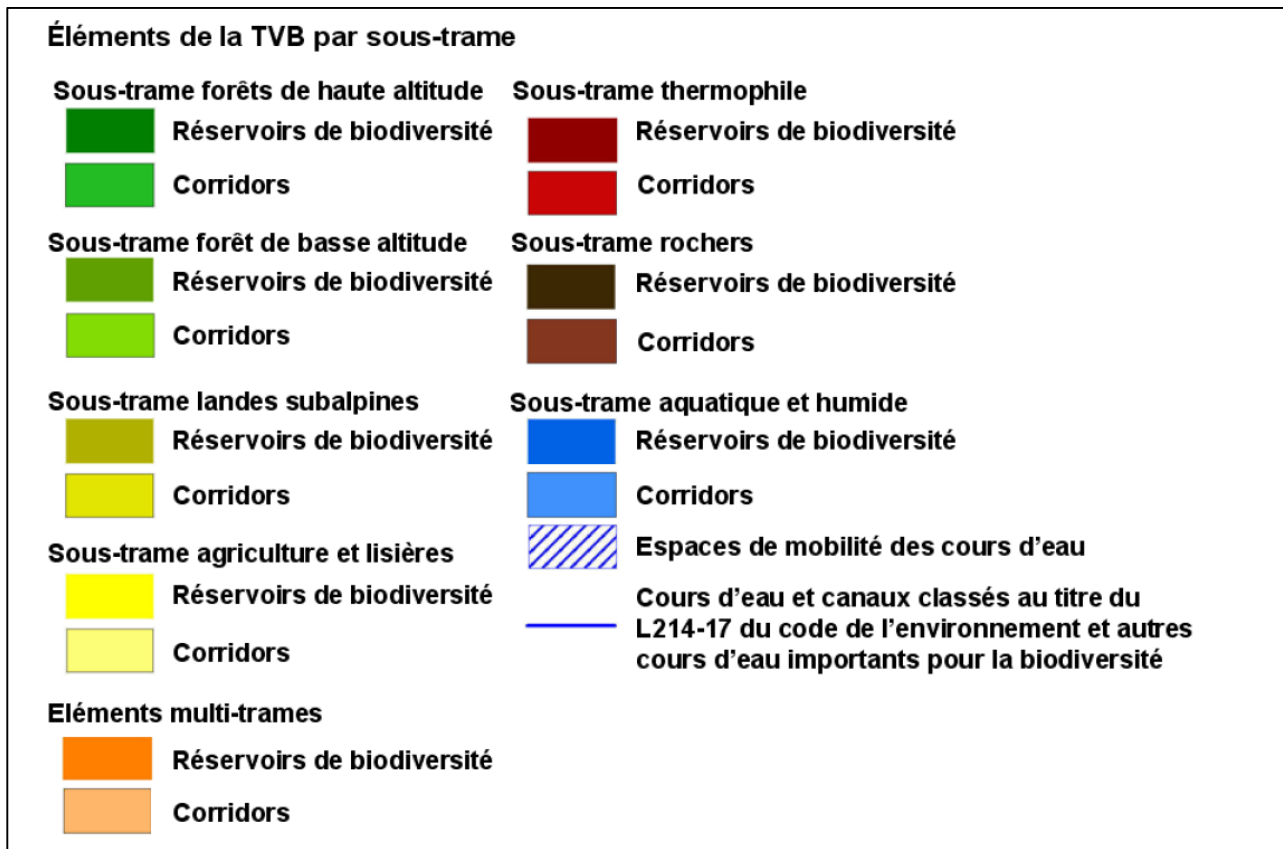 Éléments de la TVB par sous-trame
Sous-trame forêts de haute altitude
Réservoirs de biodiversité
Corridors
Sous-trame forêt de basse altitude
Réservoirs de biodiversité
Corridors
Sous-trame landes subalpines
Réservoirs de biodiversité
Corridors
Sous-trame agriculture et lisières
Réservoirs de biodiversité
Corridors
Eléments multi-trames
Réservoirs de biodiversité
Corridors
Sous-trame thermophile
Réservoirs de biodiversité
Corridors
Sous-trame rochers
Réservoirs de biodiversité
Corridors
Sous-trame aquatique et humide
Réservoirs de biodiversité
Corridors
Espaces de mobilité des cours d'eau
Cours d'eau et canaux classés au titre du
L214-17 du code de l'environnement et autres
cours d'eau importants pour la biodiversité